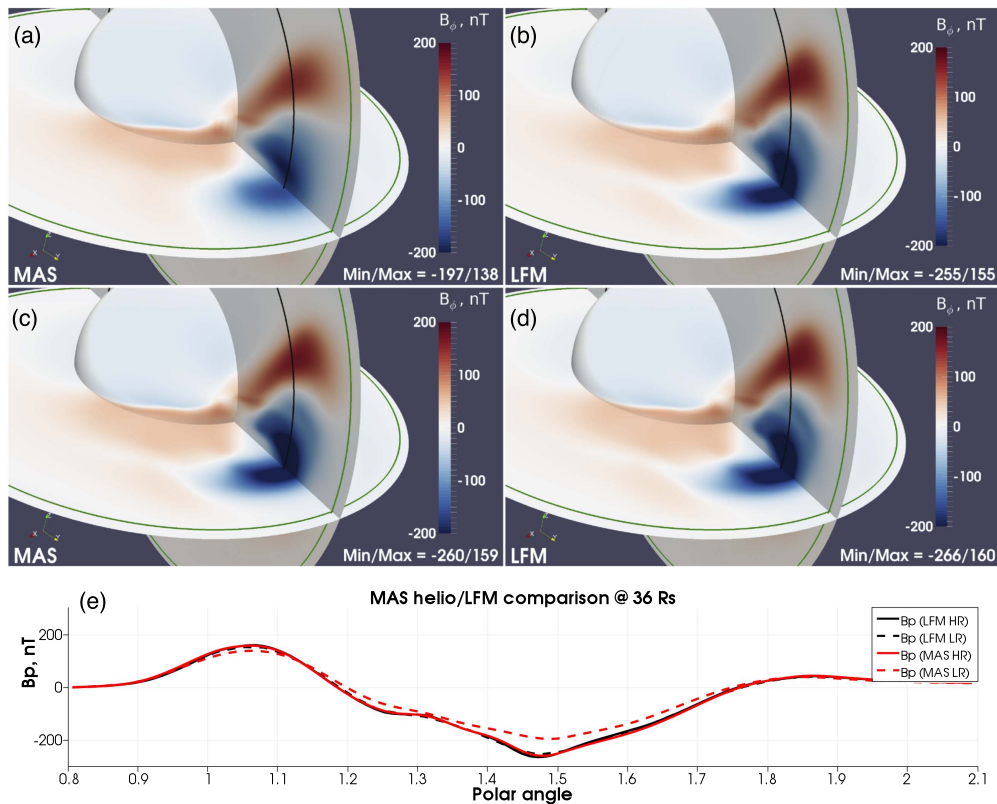 (a)
Bϕ, nT
200
100
0
-100
-200
MAS
Min/Max = -197/138
(b)
Bϕ, nT
200
100
0
-100
-200
LFM
Min/Max = -255/155
(c)
Bϕ, nT
200
100
0
-100
-200
MAS
Min/Max = -260/159
(d)
Bϕ, nT
200
100
0
-100
-200
LFM
Min/Max = -266/160
(e)
MAS helio/LFM comparison @ 36 Rs
Bp, nT
200
0
-200
Bp (LFM HR)
Bp (LFM LR)
Bp (MAS HR)
Bp (MAS LR)
0.8 0.9 1 1.1 1.2 1.3 1.4 1.5 1.6 1.7 1.8 1.9 2 2.1
Polar angle